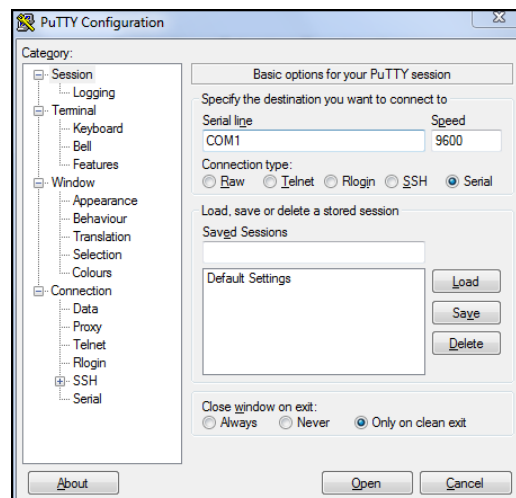 PuTTY Configuration
Category:
Session
Logging
Terminal
Keyboard
Bell
Features
Window
Appearance
Behaviour
Translation
Selection
Colours
Connection
Data
Proxy
Telnet
Rlogin
SSH
Serial
Basic options for your PuTTY session
Specify the destination you want to connect to
Serial line Speed
COM1 9600
Connection type:
Raw Telnet Rlogin SSH Serial
Load, save or delete a stored session
Saved Sessions
Default Settings
Load
Save
Delete
Close window on exit:
Always Never Only on clean exit
About Open Cancel